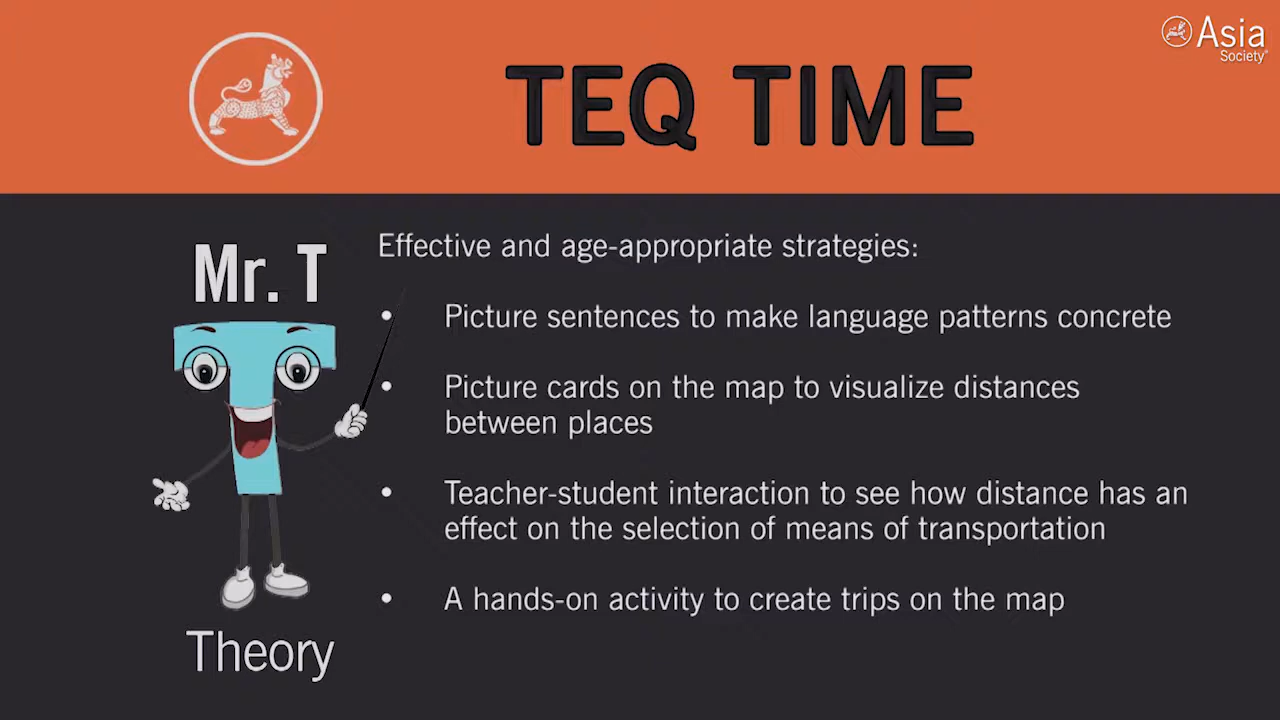 Asia
Society
TEQ TIME
Mr. T
Effective and age-appropriate strategies:
• Picture sentences to make language patterns concrete
• Picture cards on the map to visualize distances
between places
• Teacher-student interaction to see how distance has an
effect on the selection of means of transportation
• A hands-on activity to create trips on the map
Theory